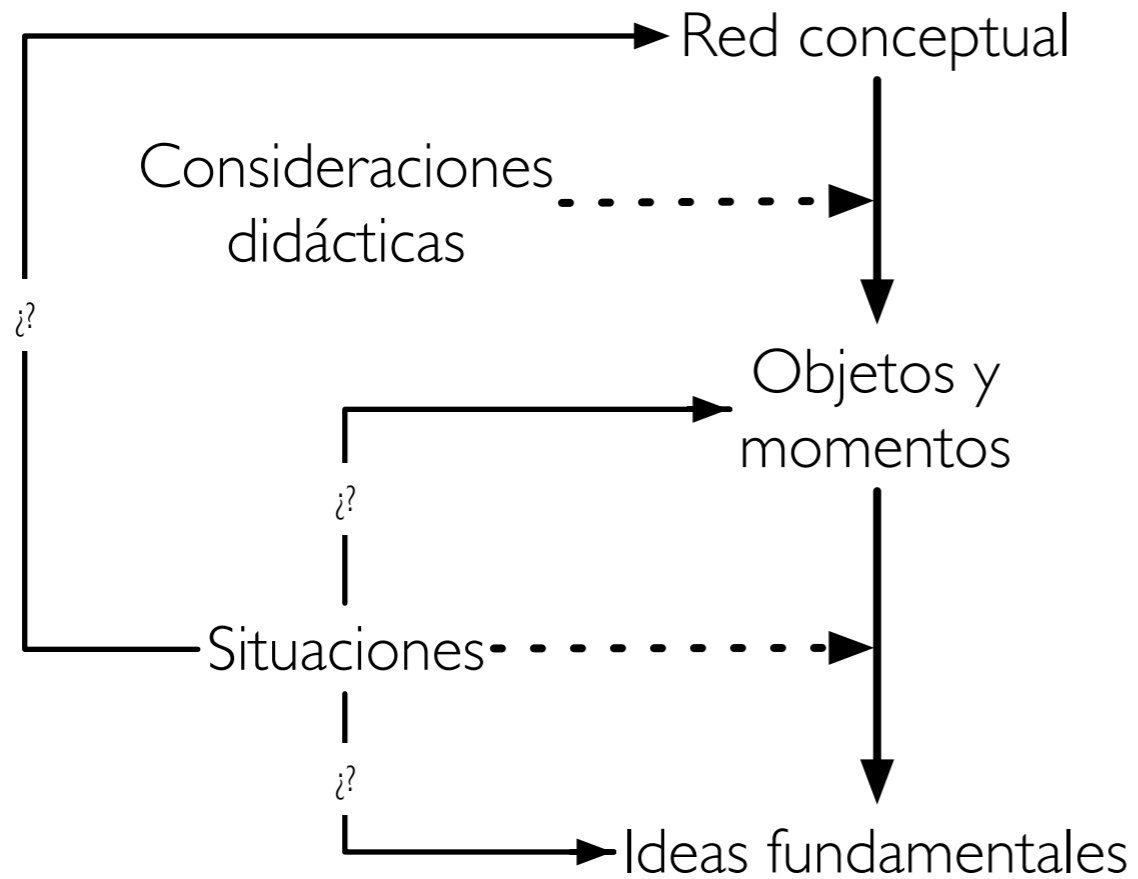 Red conceptual
Consideraciones
didácticas
¿?
Objetos y
momentos
¿?
Situaciones
¿?
Ideas fundamentales